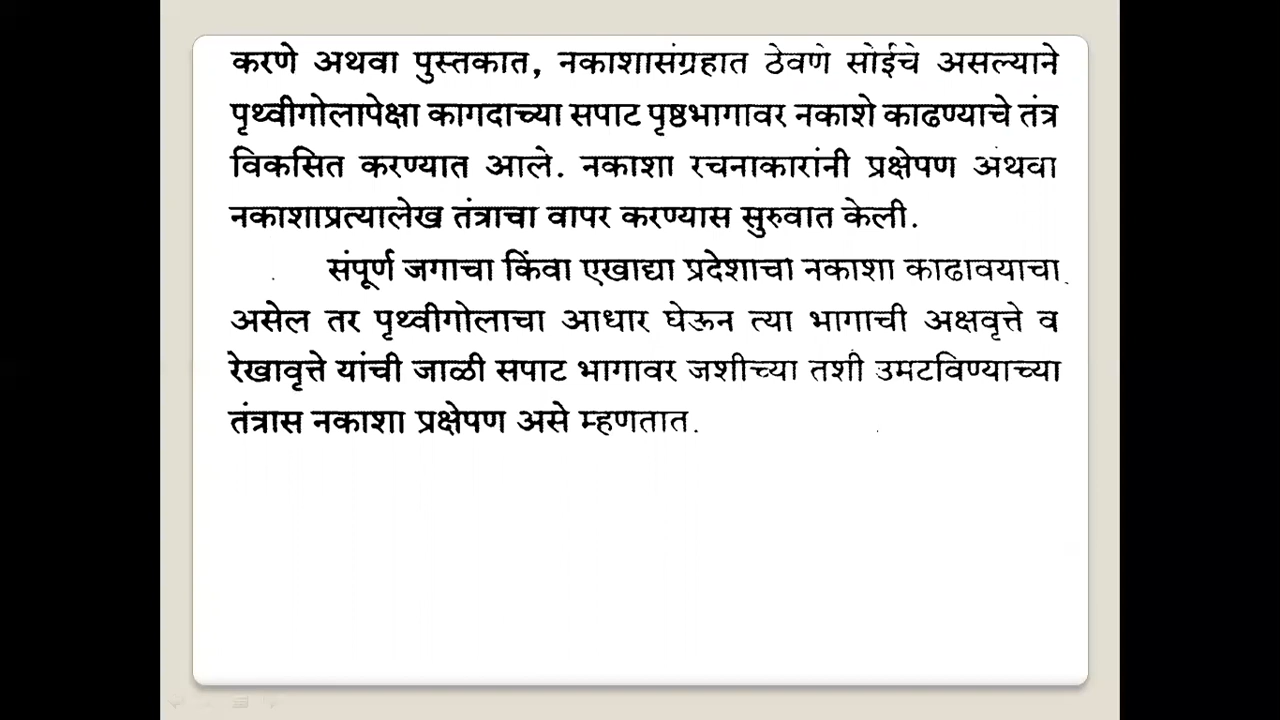 करणे अथवा पुस्तकात, नकाशासंग्रहात ठेवणे सोईचे असल्याने
पृथ्वीगोलापेक्षा कागदाच्या सपाट पृष्ठभागावर नकाशे काढण्याचे तंत्र
विकसित करण्यात आले. नकाशा रचनाकारांनी प्रक्षेपण अथवा
नकाशाप्रत्यालेख तंत्राचा वापर करण्यास सुरुवात केली.
संपूर्ण जगाचा किंवा एखाद्या प्रदेशाचा नकाशा काढावयाचा
असेल तर पृथ्वीगोलाचा आधार घेऊन त्या भागाची अक्षवृत्ते व
रेखावृत्ते यांची जाळी सपाट भागावर जशीच्या तशी उमटविण्याच्या
तंत्रास नकाशा प्रक्षेपण असे म्हणतात.